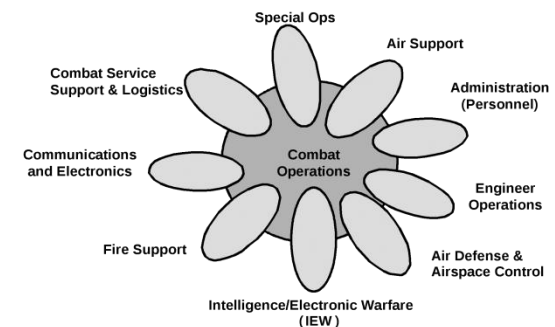 Special Ops
Air Support
Combat Service
Support & Logistics
Administration
(Personnel)
Communications
and Electronics
Combat
Operations
Engineer
Operations
Fire Support
Air Defense &
Airspace Control
Intelligence/Electronic Warfare
(IEW)